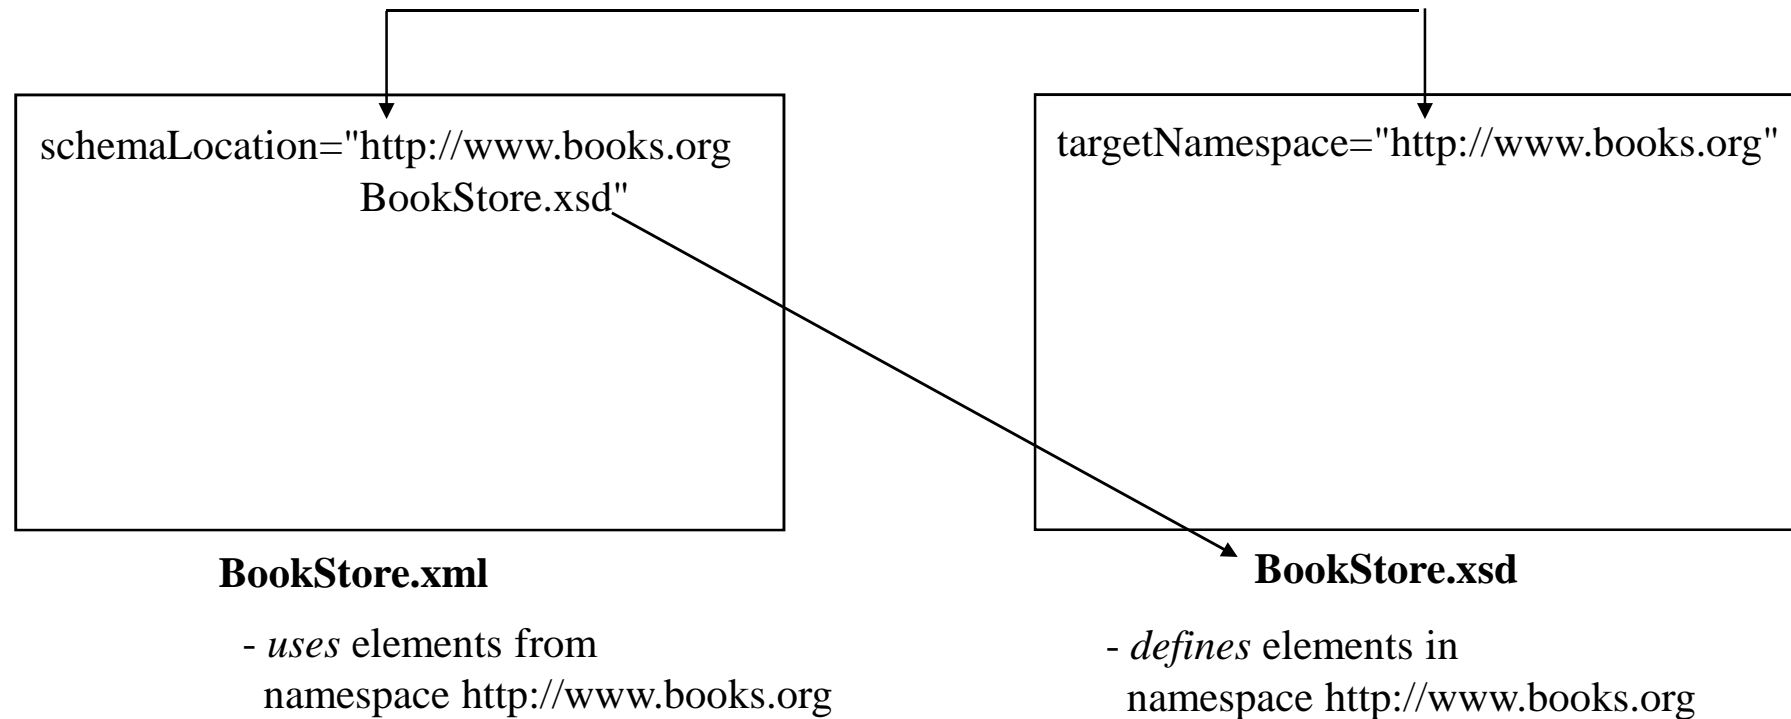 schemaLocation="http://www.books.org
BookStore.xsd"
BookStore.xml
- uses elements from
namespace http://www.books.org
targetNamespace="http://www.books.org"
BookStore.xsd
- defines elements in
namespace http://www.books.org